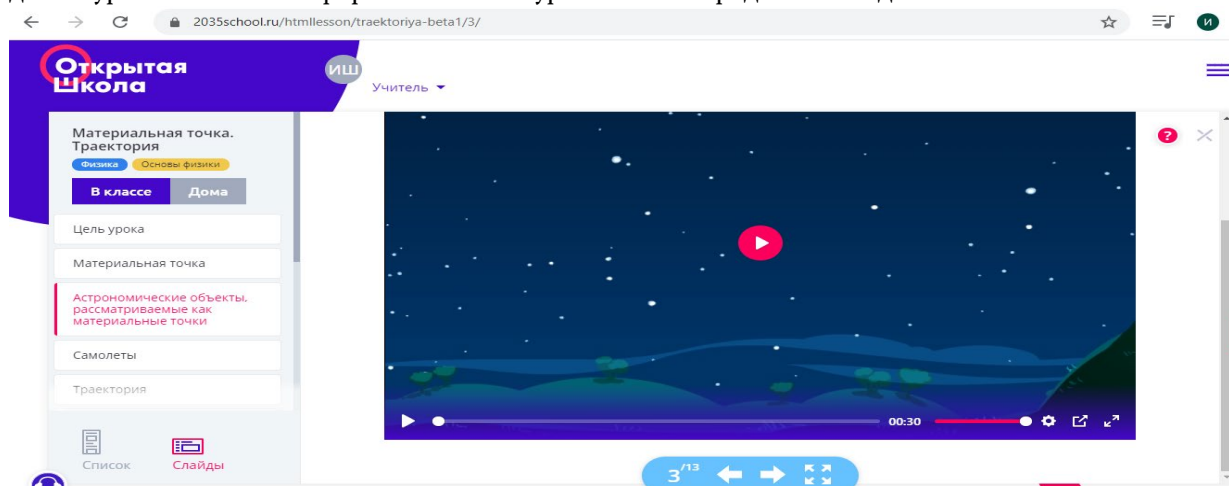 2035school.ru/htmllesson/traektoriya-beta1/3/
И
Открытая
Школа
ИШ
Учитель
Материальная точка.
Траектория
Физика Основы физики
В классе Дома
Цель урока
Материальная точка
Астрономические объекты,
рассматриваемые как
материальные точки
Самолеты
Траектория
00:30
Список Слайды
3/13
?